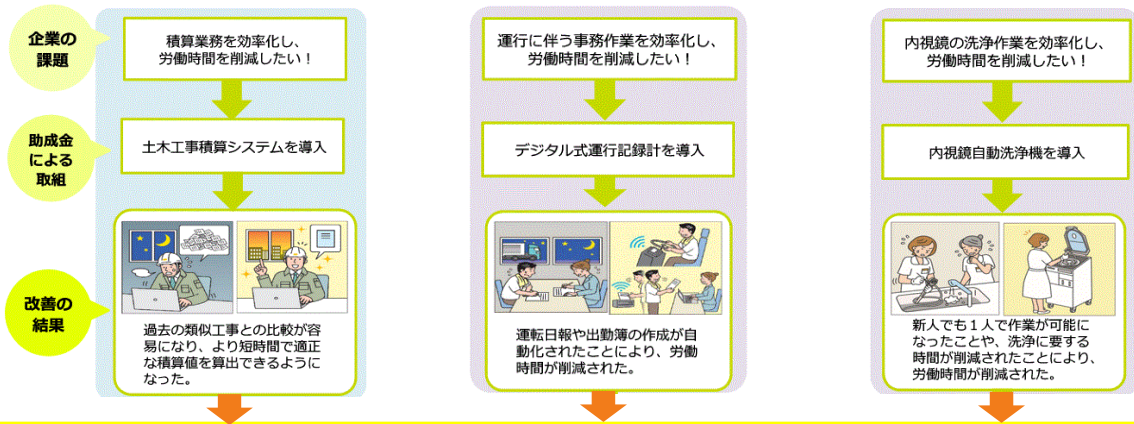 企業の
課題
積算業務を効率化し、
労働時間を削減したい！
運行に伴う事務作業を効率化し、
労働時間を削減したい！
内視鏡の洗浄作業を効率化し、
労働時間を削減したい！
助成金
による
取組
土木工事積算システムを導入
デジタル式運行記録計を導入
内視鏡自動洗浄機を導入
改善の
結果
過去の類似工事との比較が容
易になり、より短時間で適正
な積算値を算出できるように
なった。
運転日報や出勤簿の作成が自
動化されたことにより、労働
時間が削減された。
新人でも１人で作業が可能に
なったことや、洗浄に要する
時間が削減されたことにより、
労働時間が削減された。